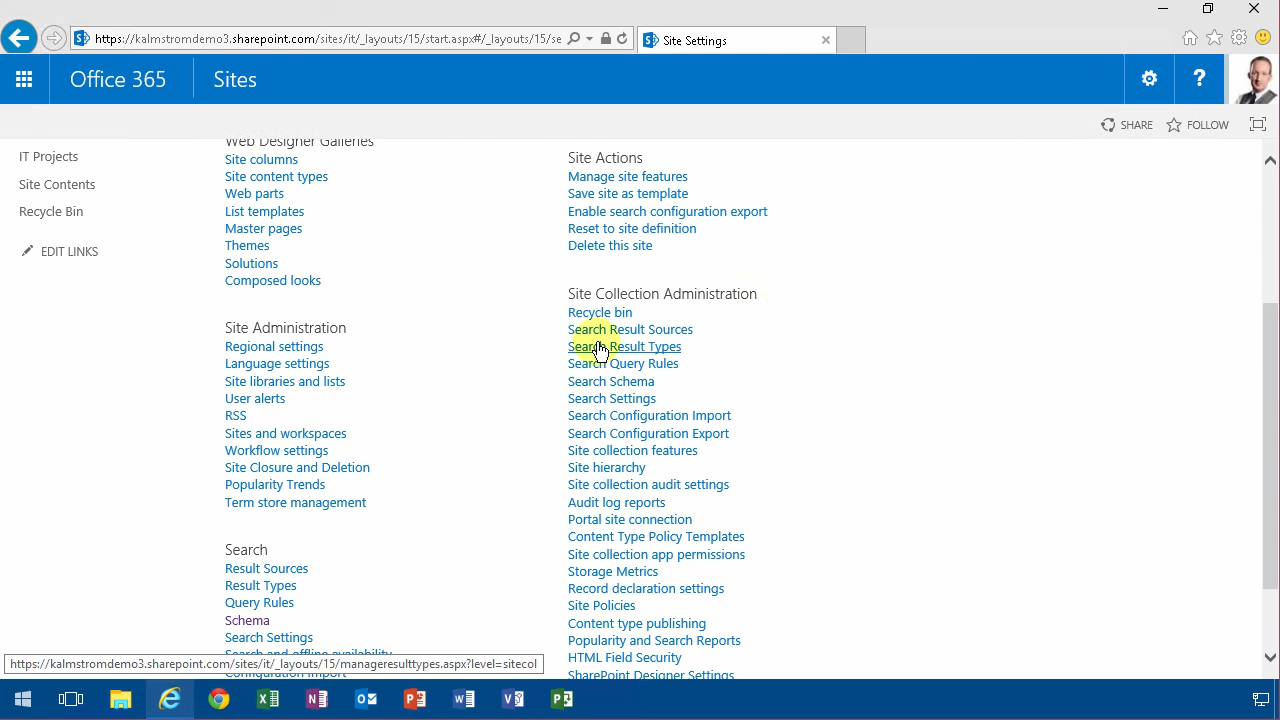 https://kalmstromdemo3.sharepoint.com/sites/it/_layouts/15/start.aspx#/_layouts/15/se
Site Settings
Office 365
Sites
?
SHARE
FOLLOW
IT Projects
Site Contents
Recycle Bin
EDIT LINKS
Web Designer Galleries
Site columns
Site content types
Web parts
List templates
Master pages
Themes
Solutions
Composed looks
Site Administration
Regional settings
Language settings
Site libraries and lists
User alerts
RSS
Sites and workspaces
Workflow settings
Site Closure and Deletion
Popularity Trends
Term store management
Search
Result Sources
Result Types
Query Rules
Schema
Search Settings
Search and offline availability
Configuration Import
Site Actions
Manage site features
Save site as template
Enable search configuration export
Reset to site definition
Delete this site
Site Collection Administration
Recycle bin
Search Result Sources
Search Result Types
Search Query Rules
Search Schema
Search Settings
Search Configuration Import
Search Configuration Export
Site collection features
Site hierarchy
Site collection audit settings
Audit log reports
Portal site connection
Content Type Policy Templates
Site collection app permissions
Storage Metrics
Record declaration settings
Site Policies
Content type publishing
Popularity and Search Reports
HTML Field Security
SharePoint Designer Settings
https://kalmstromdemo3.sharepoint.com/sites/it/_layouts/15/manageresulttypes.aspx?level=sitecol